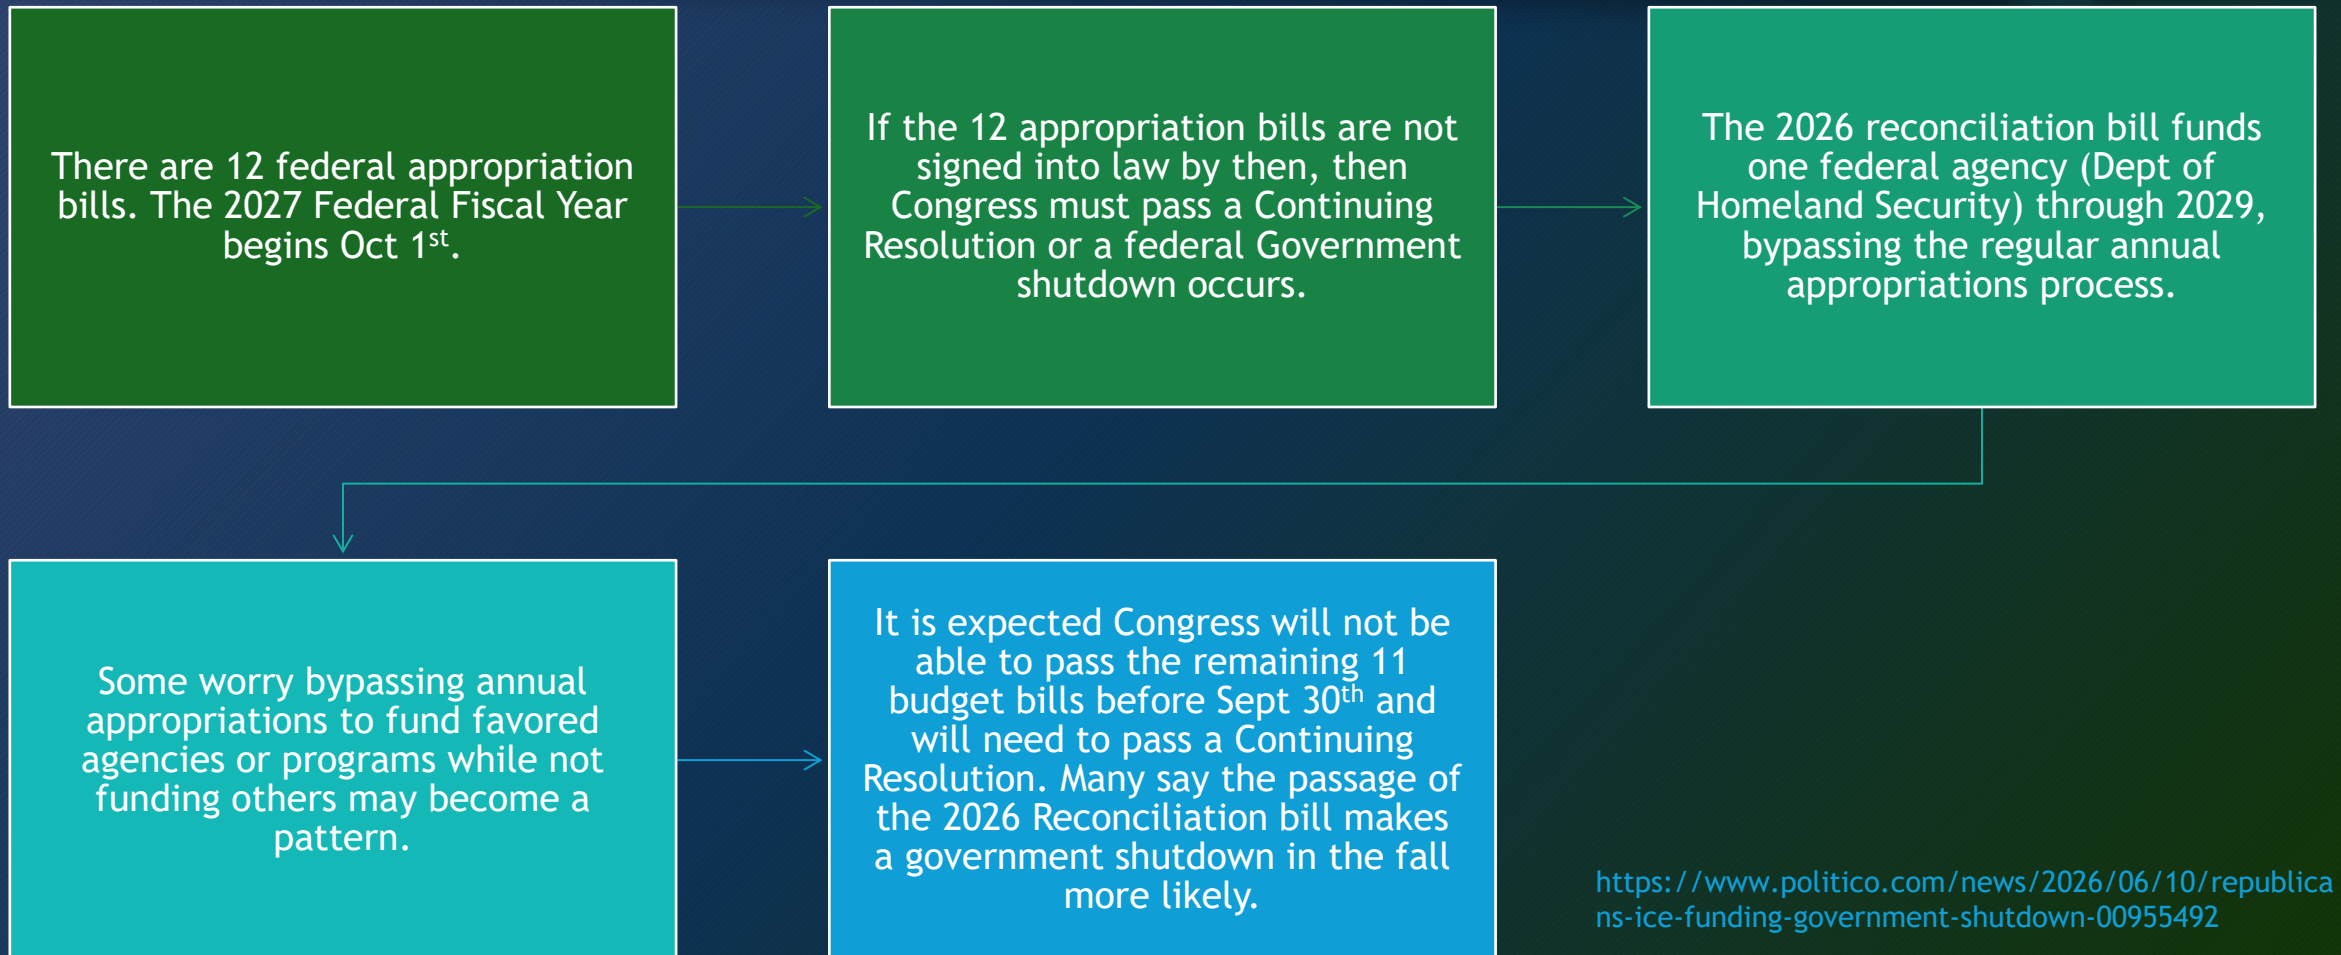 There are 12 federal appropriation
bills. The 2027 Federal Fiscal Year
begins Oct 1st.
If the 12 appropriation bills are not
signed into law by then, then
Congress must pass a Continuing
Resolution or a federal Government
shutdown occurs.
The 2026 reconciliation bill funds
one federal agency (Dept of
Homeland Security) through 2029,
bypassing the regular annual
appropriations process.
Some worry bypassing annual
appropriations to fund favored
agencies or programs while not
funding others may become a
pattern.
It is expected Congress will not be
able to pass the remaining 11
budget bills before Sept 30th and
will need to pass a Continuing
Resolution. Many say the passage of
the 2026 Reconciliation bill makes
a government shutdown in the fall
more likely.
https://www.politico.com/news/2026/06/10/republica
ns-ice-funding-government-shutdown-00955492